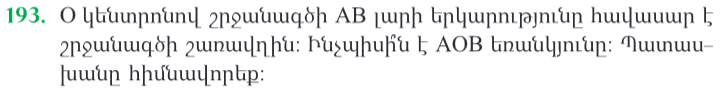 193. O կենտրոնով շրջանագծի AB լարի երկարությունը հավասար է
շրջանագծի շառավղին: Ինչպիսի՞ն է AOB եռանկյունը: Պատաս–
խանը հիմնավորեք: